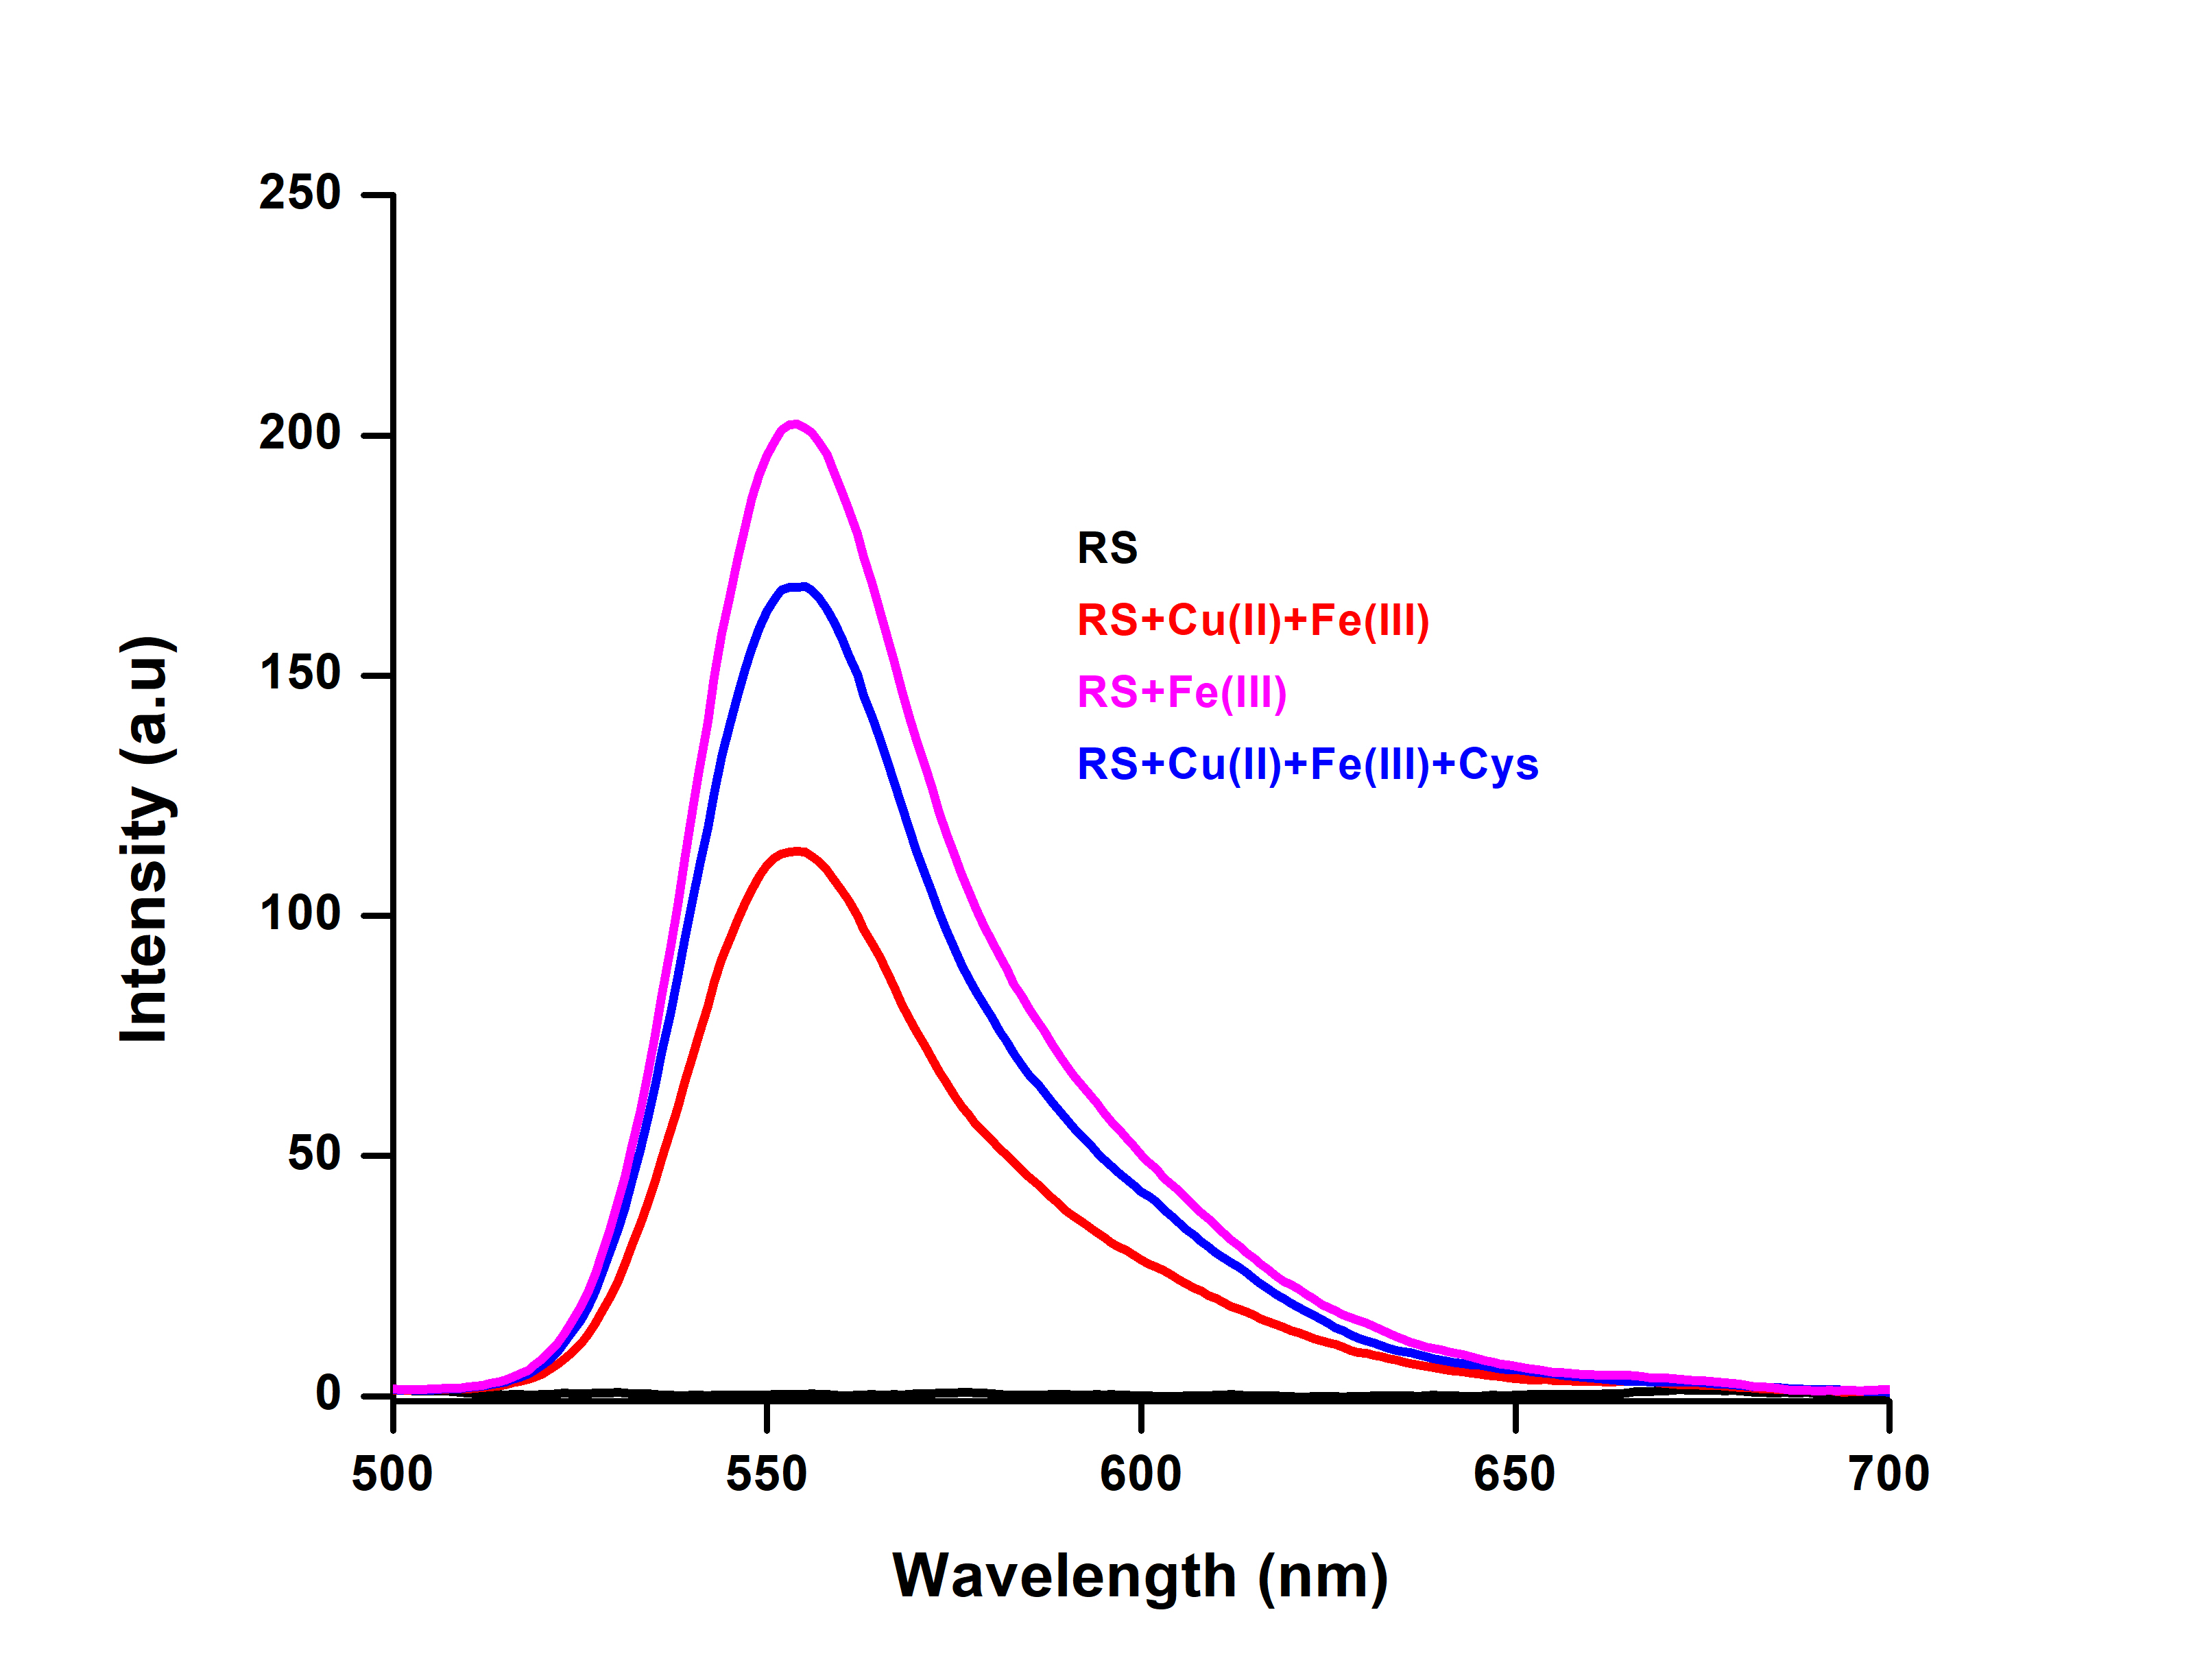 250
200
150
100
50
0
Intensity (a.u)
RS
RS+Cu(II)+Fe(III)
RS+Fe(III)
RS+Cu(II)+Fe(III)+Cys
500 550 600 650 700
Wavelength (nm)